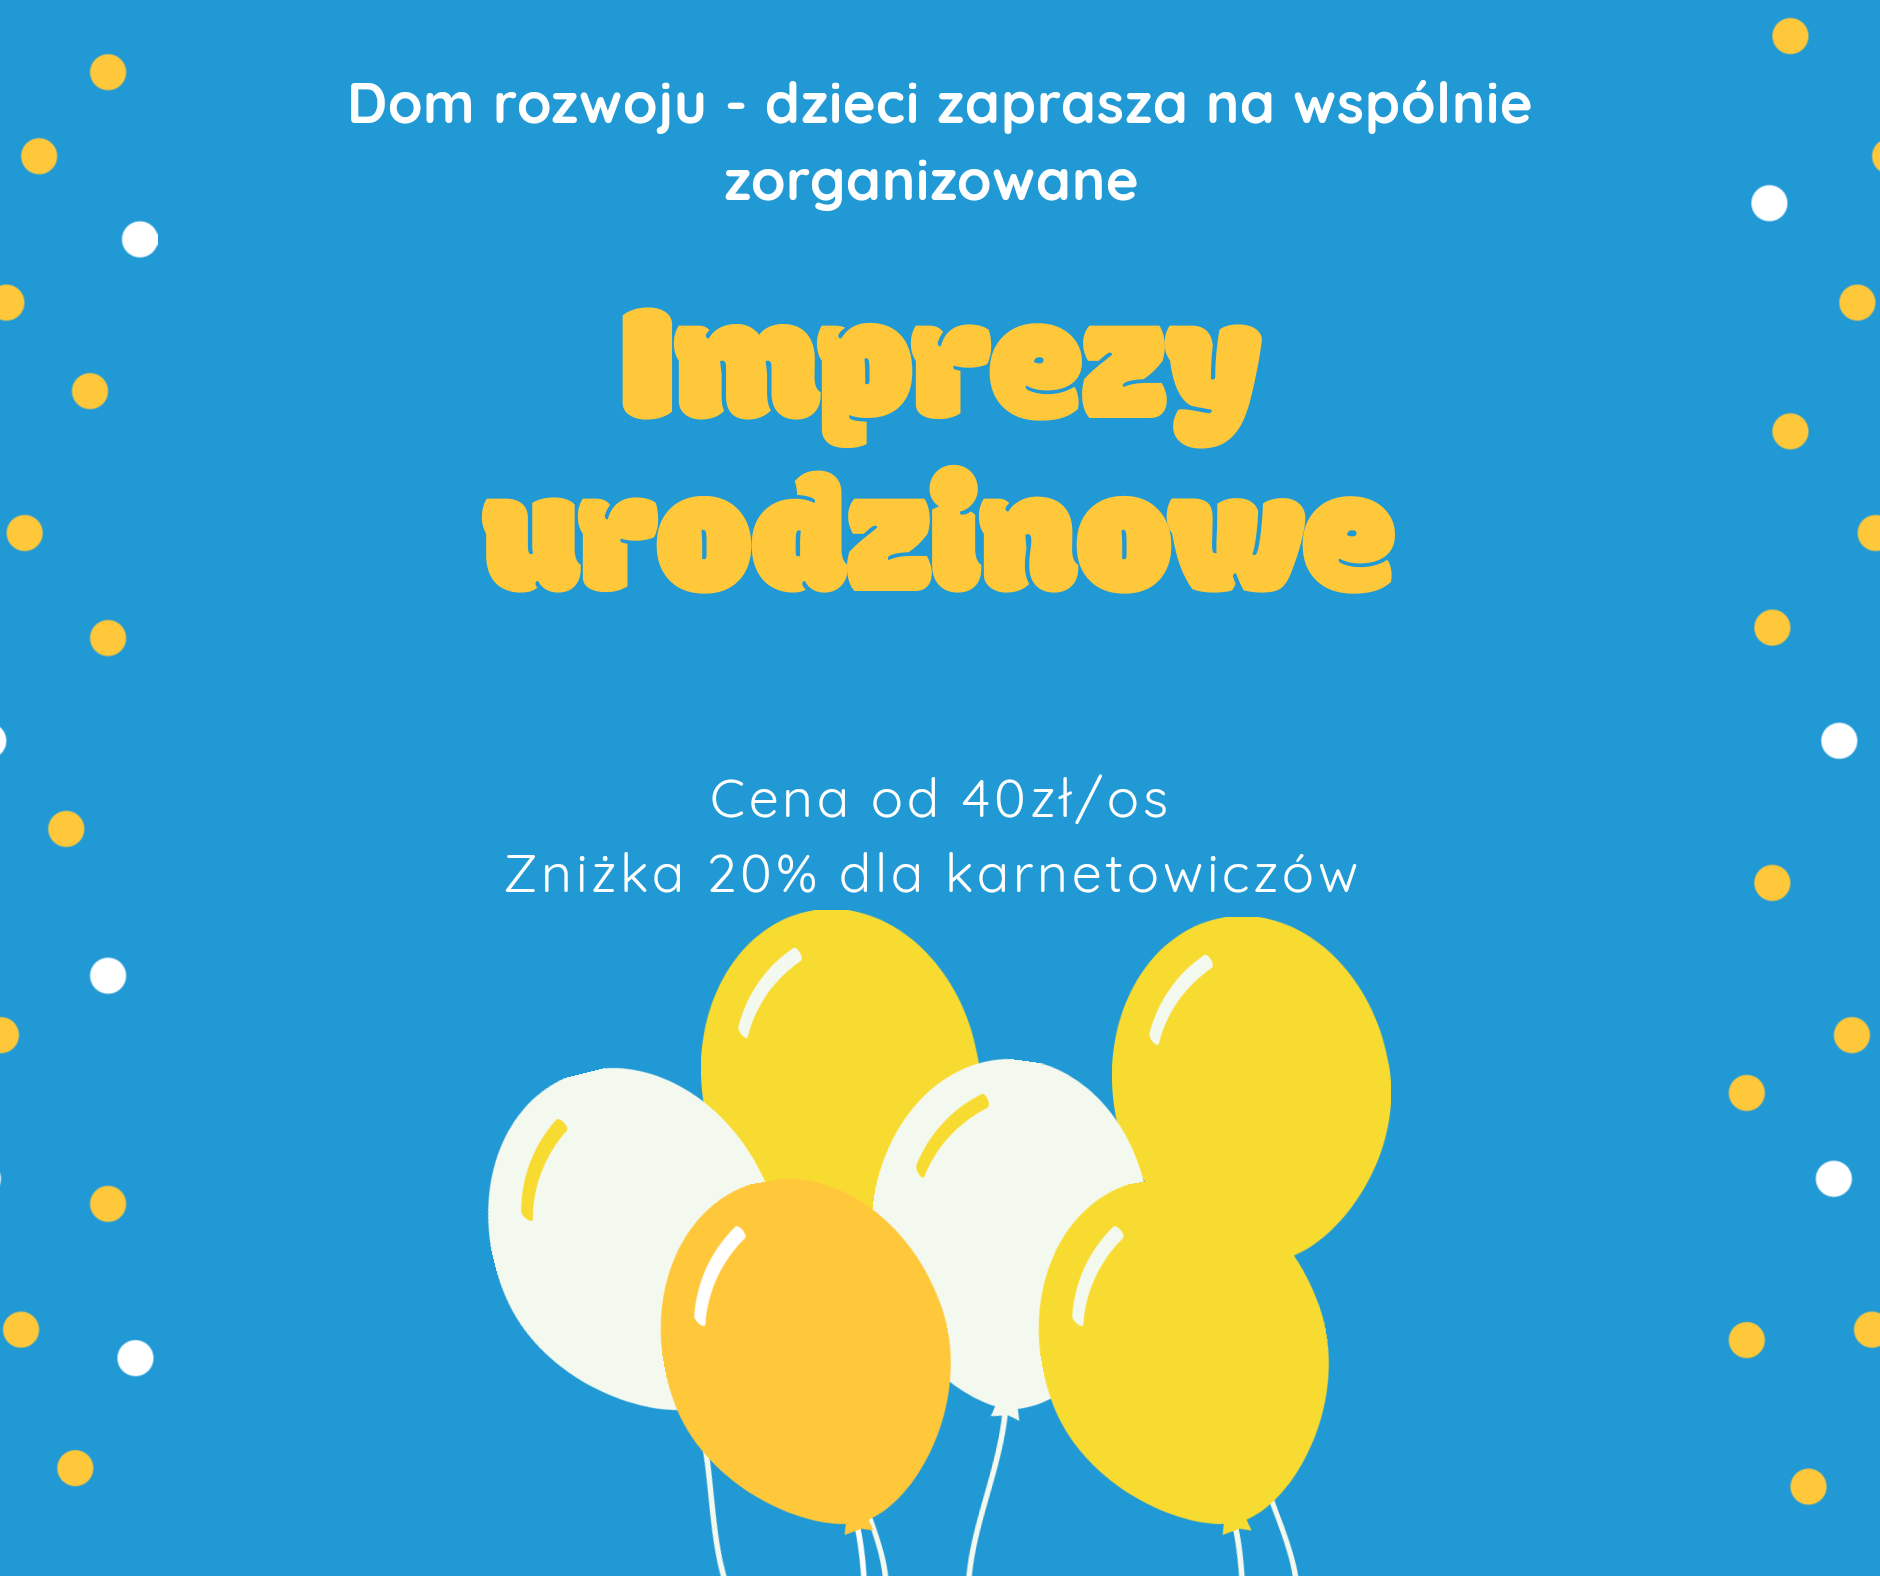 Dom rozwoju - dzieci zaprasza na wspólnie
zorganizowane
Imprezy
urodzinowe
Cena od 40zł/os
Zniżka 20% dla karnetowiczów